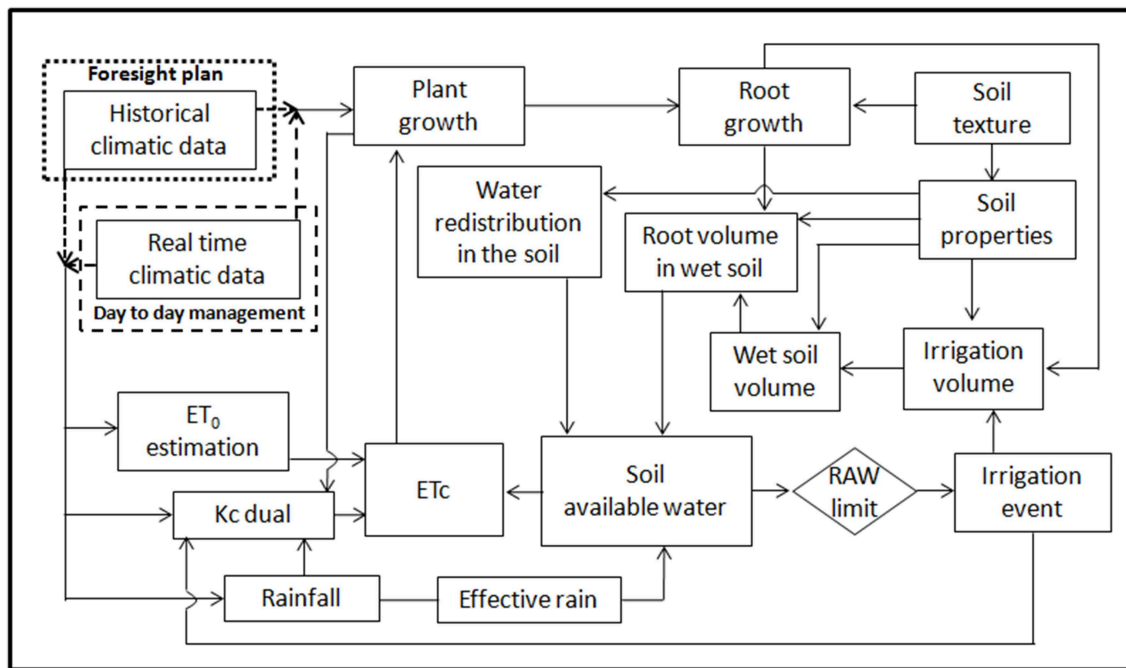 Foresight plan
Historical
climatic data
Plant
growth
Root
growth
Soil
texture
Water
redistribution
in the soil
Root volume
in wet soil
Soil
properties
Real time
climatic data
Day to day management
Wet soil
volume
Irrigation
volume
ET₀
estimation
ETc
Soil
available water
RAW
limit
Irrigation
event
Kc dual
Rainfall
Effective rain